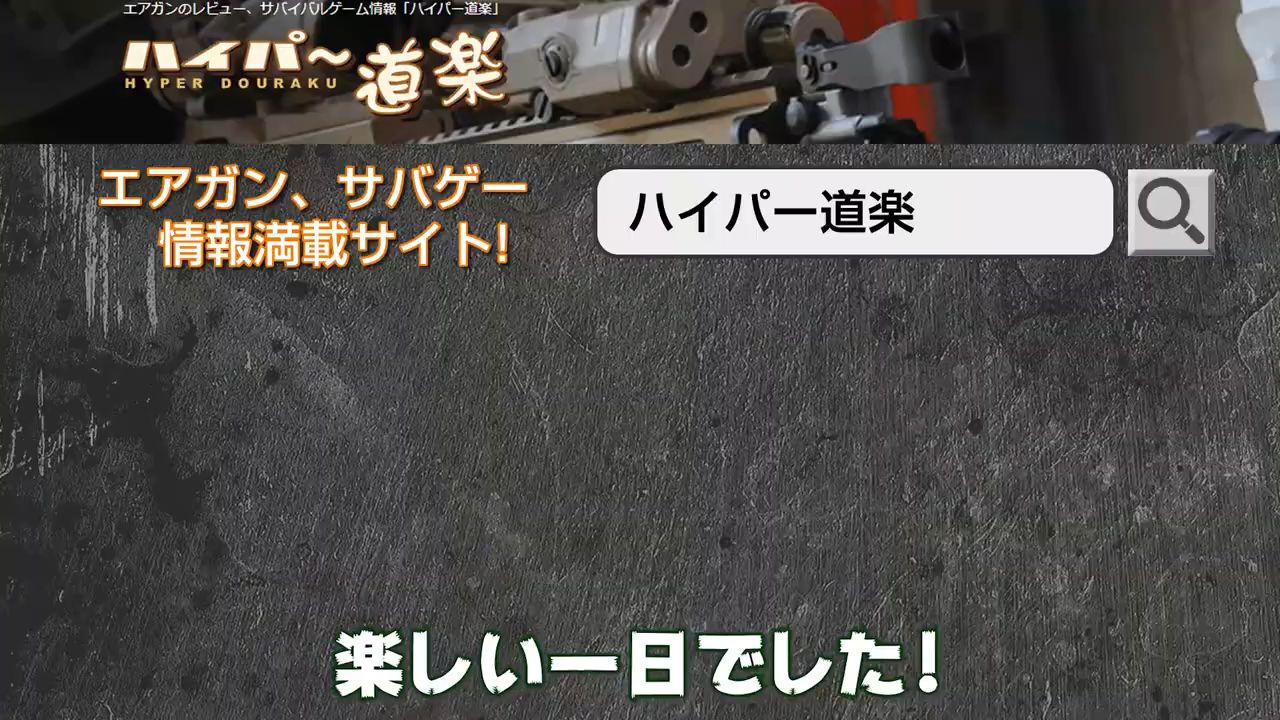 エアガンのレビュー、サバイバルゲーム情報「ハイパー道楽」
ハイパ～道楽
HYPER DOURAKU
エアガン、サバゲー
情報満載サイト!
ハイパー道楽
楽しい一日でした!